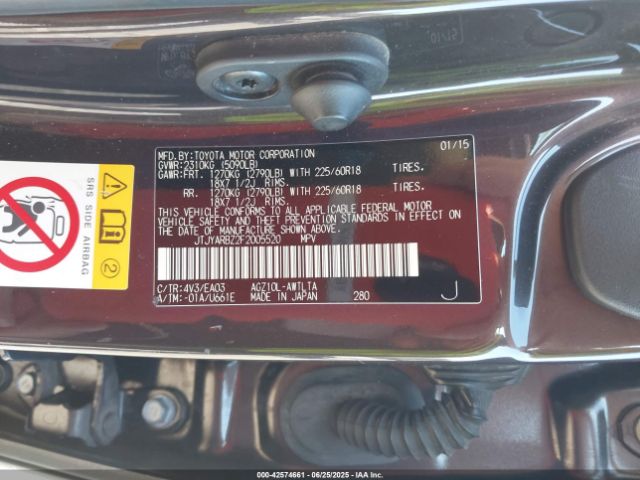 MFD.BY:TOYOTA MOTOR CORPORATION 01/15
GVWR:2310KG (5090LB)
GAWR:FRT. 1270KG (2790LB) WITH 225/60R18 TIRES.
18X7 1/2J RIMS.
RR. 1270KG (2790LB) WITH 225/60R18 TIRES.
18X7 1/2J RIMS.
THIS VEHICLE CONFORMS TO ALL APPLICABLE FEDERAL MOTOR
VEHICLE SAFETY AND THEFT PREVENTION STANDARDS IN EFFECT
ON THE DATE OF MANUFACTURE SHOWN ABOVE.
JTJYARBZ2F2005520 MPV
C/TR:4V3/EA03 AGZ10L-AWTLTA
A/TM:-01A/U661E MADE IN JAPAN 280 J
SRS SIDE AIRBAG
2
00-42574661 - 06/25/2025 - IAAI.COM